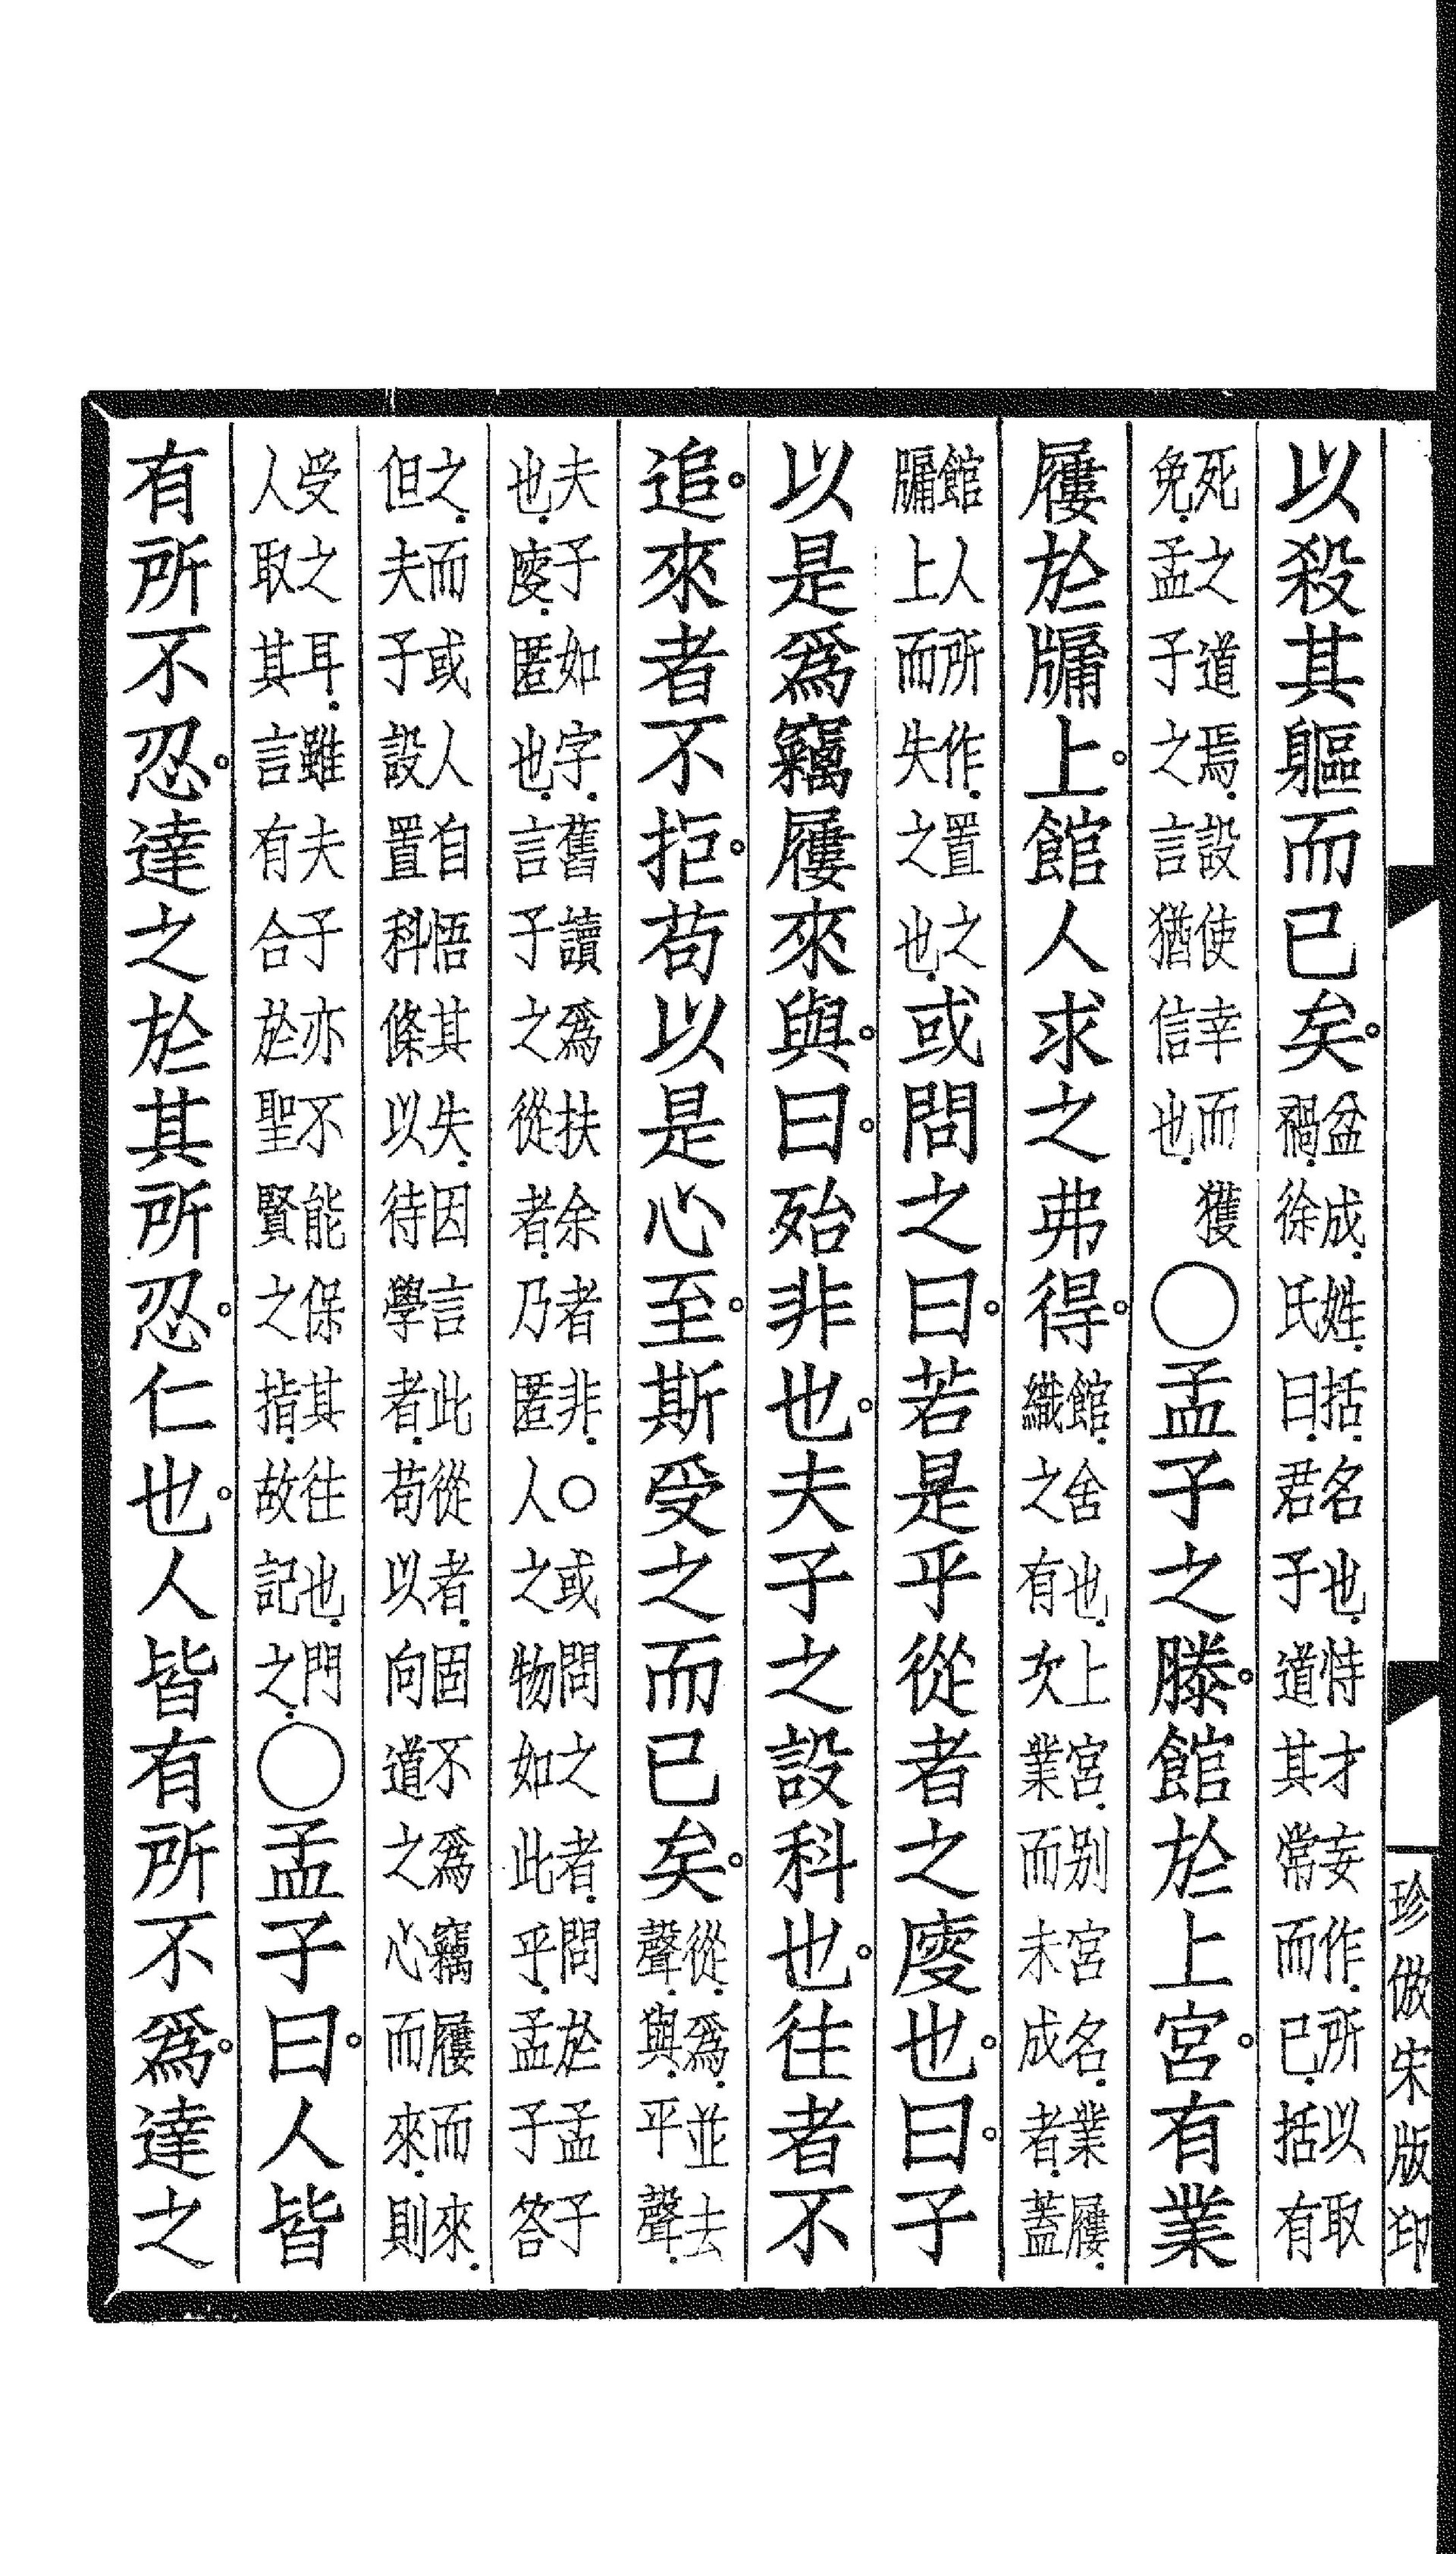 珍倣宋版印
以殺其軀而已矣。盆成.姓.括.名也.恃才妄作.所以取
禍.徐氏曰.君子道其常而已.括有
死之道焉.設使幸而獲
免.孟子之言猶信也.○孟子之滕。館於上宮。有業
屨於牖上。館人求之弗得。館.舍也.上宮.别宮名.業屨.
織之有次業而未成者.蓋
館人所作.置之
牖上而失之也.或問之曰。若是乎從者之廀也。曰。子
以是爲竊屨來與。曰。殆非也。夫子之設科也。往者不
追。來者不拒。苟以是心至。斯受之而已矣。從.爲.並去
聲.與.平聲.
夫子如字.舊讀爲扶余者非.○或問之者.問於孟子
也.廀.匿也.言子之從者.乃匿人之物如此乎.孟子答
之.而或人自悟其失.因言此從者.固不爲竊屨而來.
但夫子設置科條以待學者.苟以向道之心而來.則
受之耳.雖夫子亦不能保其往也.門
人取其言有合於聖賢之指.故記之.○孟子曰。人皆
有所不忍。達之於其所忍。仁也。人皆有所不爲。達之